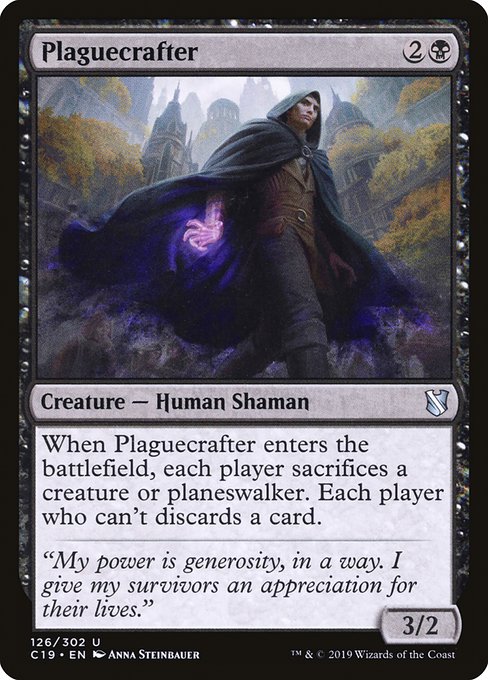 Plaguecrafter 2
Creature — Human Shaman
When Plaguecrafter enters the
battlefield, each player sacrifices a
creature or planeswalker. Each player
who can't discards a card.
“My power is generosity, in a way. I
give my survivors an appreciation for
their lives.”
3/2
126/302 U
C19 • EN Anna Steinbauer ™ & © 2019 Wizards of the Coast